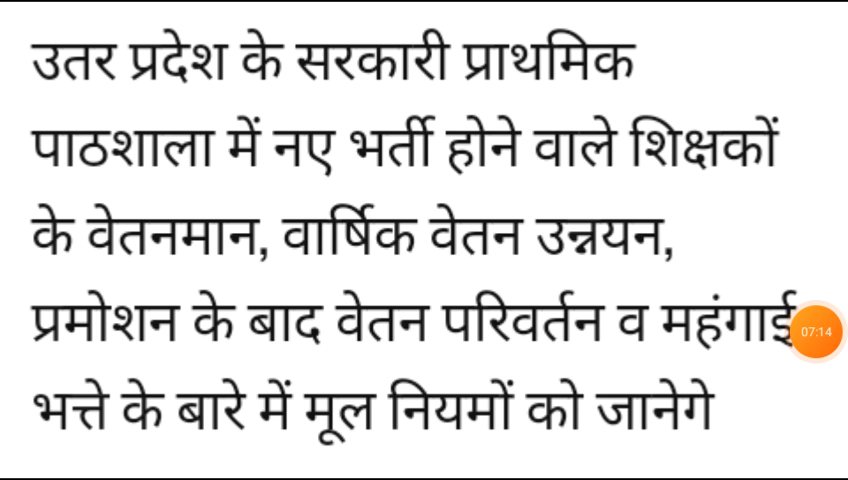 उतर प्रदेश के सरकारी प्राथमिक
पाठशाला में नए भर्ती होने वाले शिक्षकों
के वेतनमान, वार्षिक वेतन उन्नयन,
प्रमोशन के बाद वेतन परिवर्तन व महंगाई
07:14
भत्ते के बारे में मूल नियमों को जानेगे